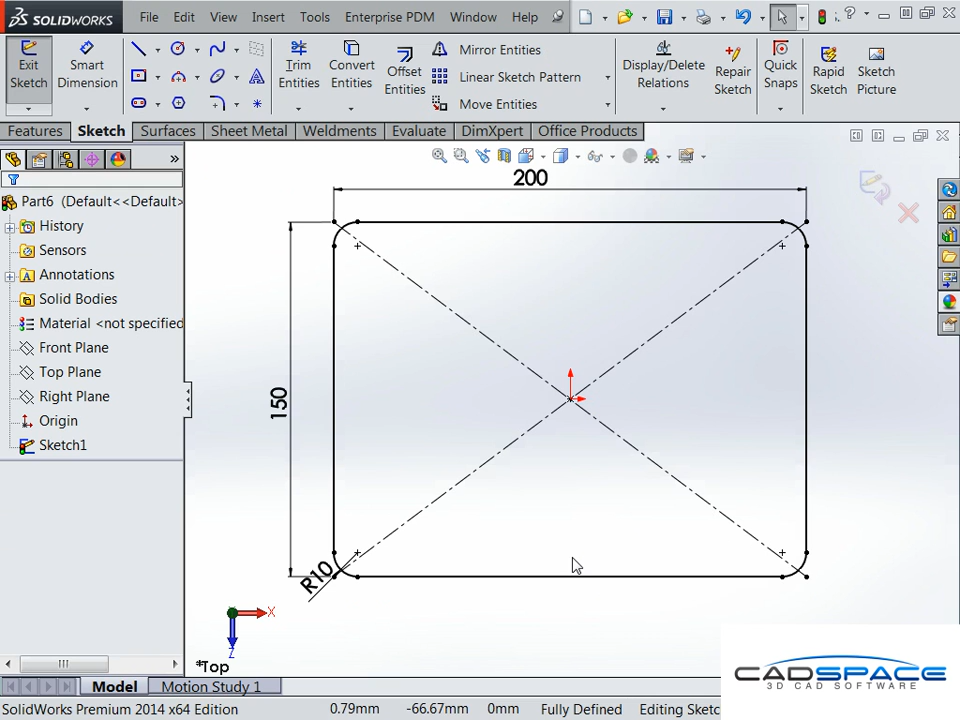 SOLIDWORKS File Edit View Insert Tools Enterprise PDM Window Help ?
Exit Sketch
Smart Dimension
Trim Entities
Convert Entities
Offset Entities
Mirror Entities
Linear Sketch Pattern
Move Entities
Display/Delete Relations
Repair Sketch
Quick Snaps
Rapid Sketch
Sketch Picture
Features Sketch Surfaces Sheet Metal Weldments Evaluate DimXpert Office Products
»
Part6 (Default<<Default>
History
Sensors
A Annotations
Solid Bodies
Material <not specified
Front Plane
Top Plane
Right Plane
Origin
Sketch1
200
150
R10
X
Z
*Top
Model Motion Study 1
SolidWorks Premium 2014 x64 Edition 0.79mm -66.67mm 0mm Fully Defined Editing Sketc
CADSPACE
3D CAD SOFTWARE